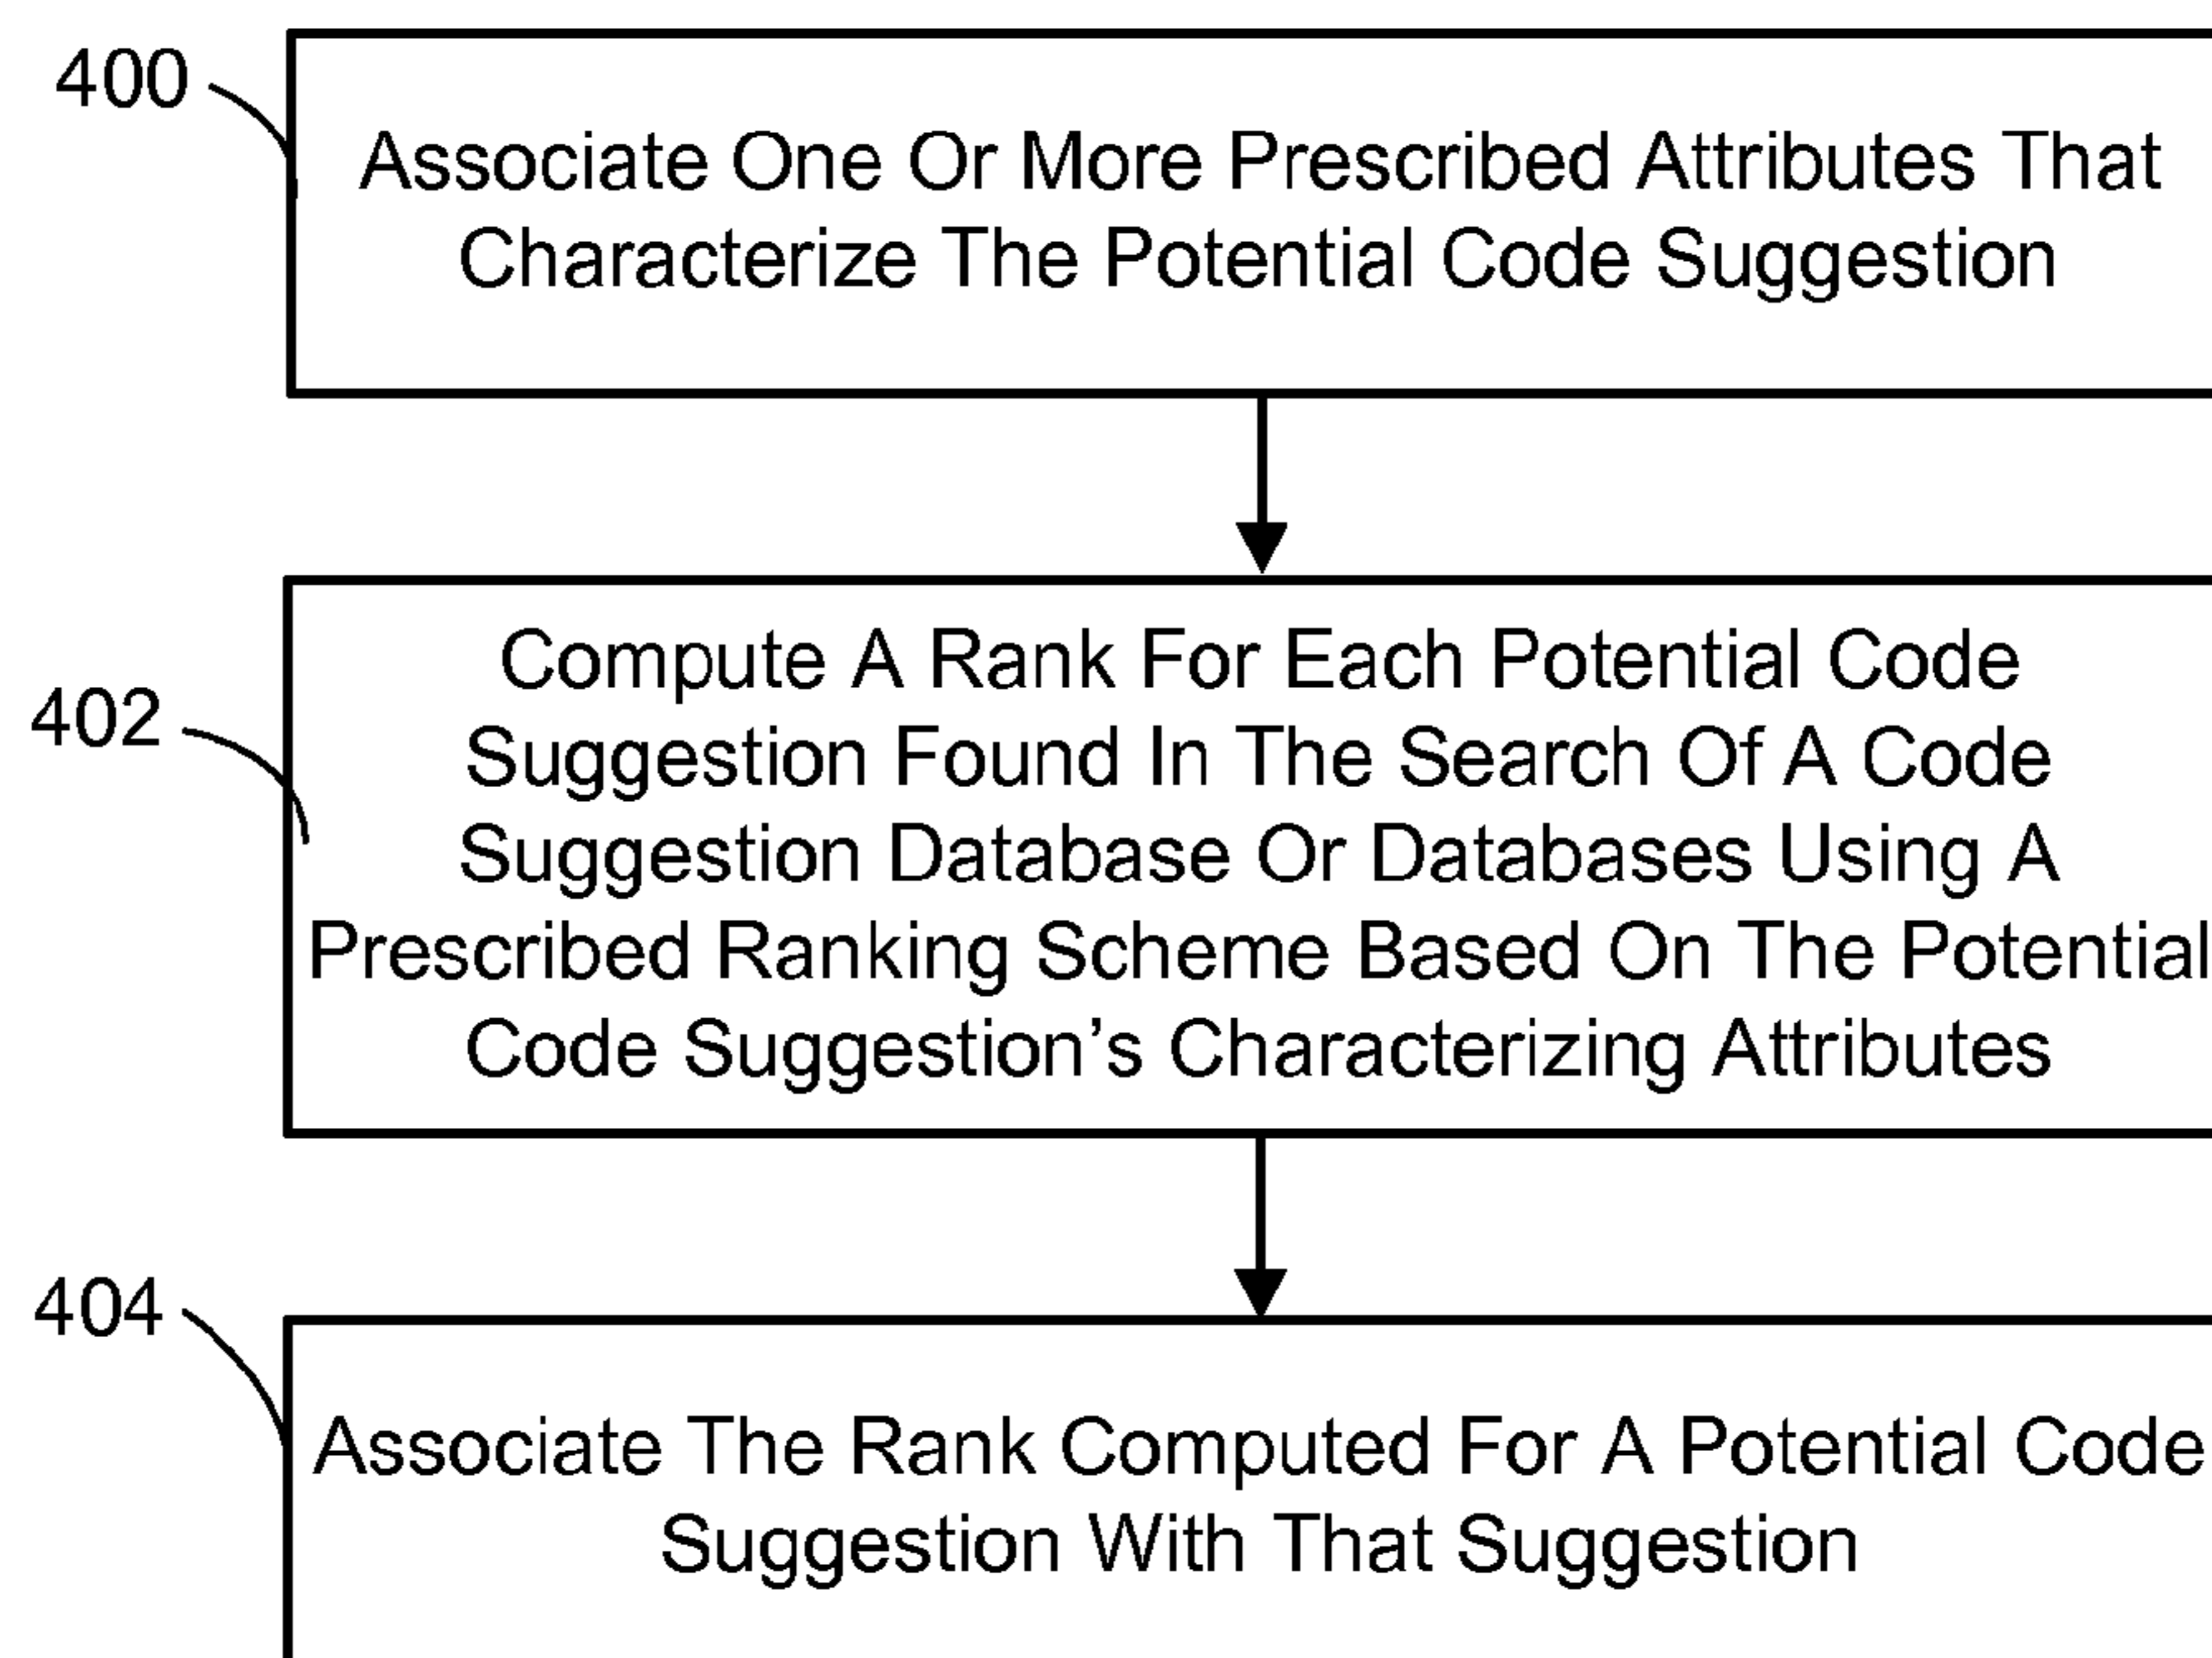 400
Associate One Or More Prescribed Attributes That
Characterize The Potential Code Suggestion
402
Compute A Rank For Each Potential Code
Suggestion Found In The Search Of A Code
Suggestion Database Or Databases Using A
Prescribed Ranking Scheme Based On The Potential
Code Suggestion’s Characterizing Attributes
404
Associate The Rank Computed For A Potential Code
Suggestion With That Suggestion